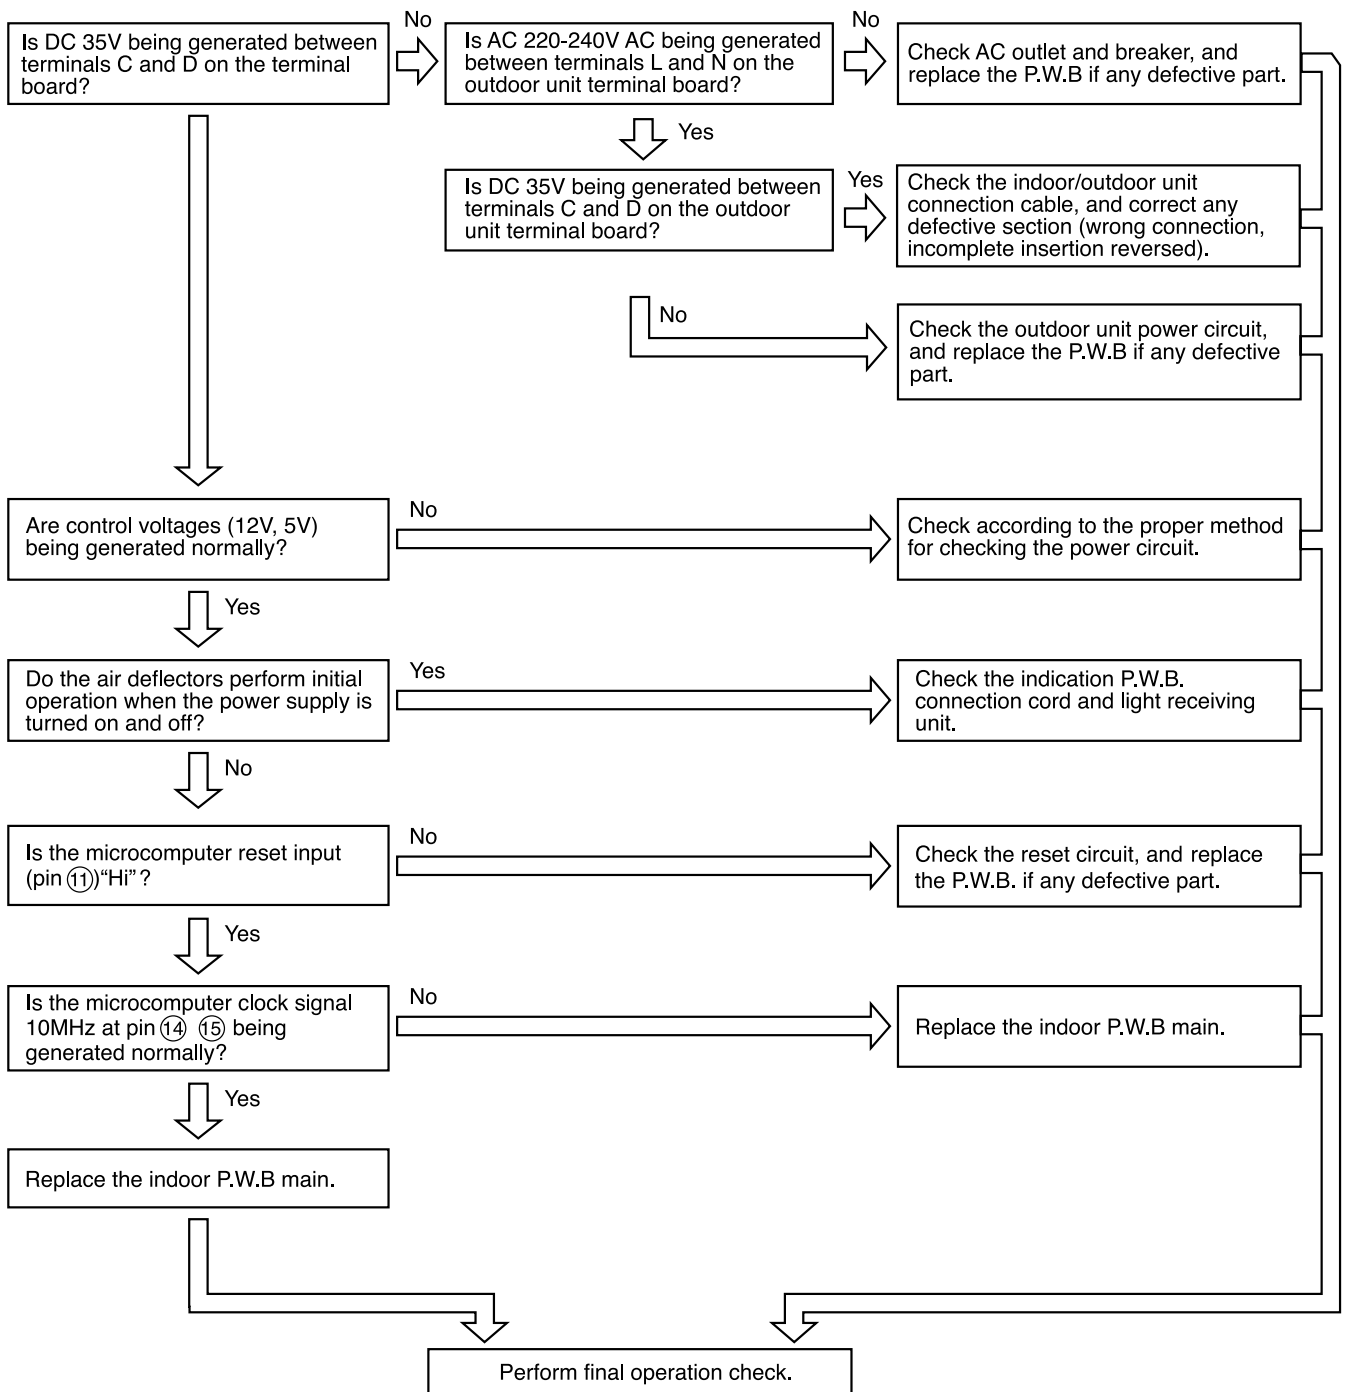 Is DC 35V being generated between
terminals C and D on the terminal
board?
No
Is AC 220-240V AC being generated
between terminals L and N on the
outdoor unit terminal board?
No
Check AC outlet and breaker, and
replace the P.W.B if any defective part.
Yes
Is DC 35V being generated between
terminals C and D on the outdoor
unit terminal board?
Yes
Check the indoor/outdoor unit
connection cable, and correct any
defective section (wrong connection,
incomplete insertion reversed).
No
Check the outdoor unit power circuit,
and replace the P.W.B if any defective
part.
Are control voltages (12V, 5V)
being generated normally?
No
Check according to the proper method
for checking the power circuit.
Yes
Do the air deflectors perform initial
operation when the power supply is
turned on and off?
Yes
Check the indication P.W.B.
connection cord and light receiving
unit.
No
Is the microcomputer reset input
(pin ⑪)“Hi”?
No
Check the reset circuit, and replace
the P.W.B. if any defective part.
Yes
Is the microcomputer clock signal
10MHz at pin ⑭ ⑮ being
generated normally?
No
Replace the indoor P.W.B main.
Yes
Replace the indoor P.W.B main.
Perform final operation check.